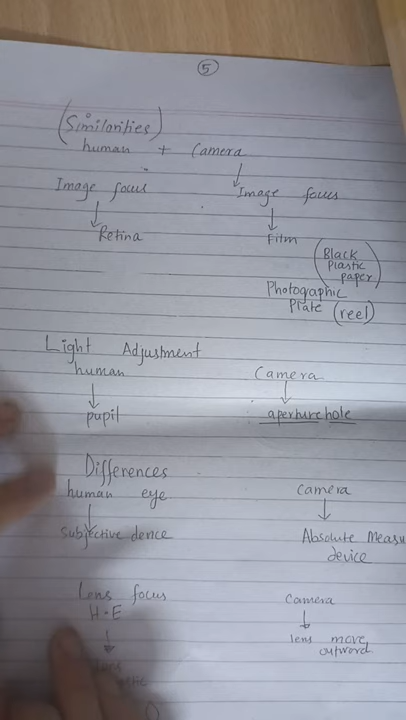 5
(Similarities)
human + Camera
Image focus Image focus
Retina Film (Black Plastic paper)
Photographic Plate (reel)
Light Adjustment
human Camera
pupil aperture hole
Differences
human eye Camera
subjective dence Absolute Measu
device
Lens focus Camera
H.E
lens move
outword